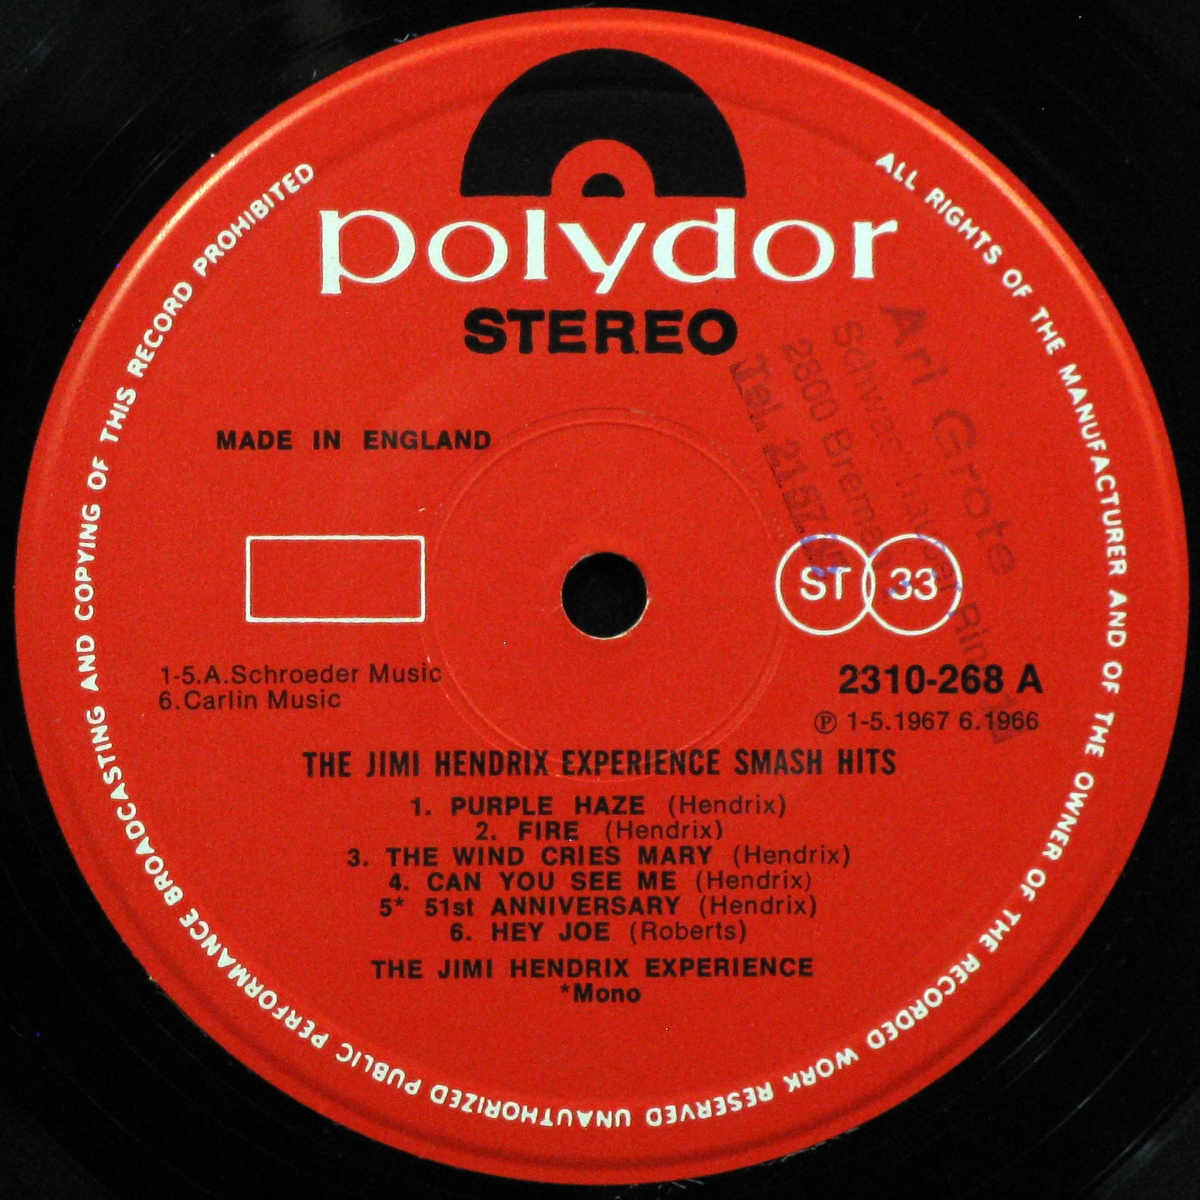 polydor
STEREO
MADE IN ENGLAND
ST 33
1-5.A.Schroeder Music
6.Carlin Music
2310-268 A
℗ 1-5.1967 6.1966
THE JIMI HENDRIX EXPERIENCE SMASH HITS
1. PURPLE HAZE (Hendrix)
2. FIRE (Hendrix)
3. THE WIND CRIES MARY (Hendrix)
4. CAN YOU SEE ME (Hendrix)
5* 51st ANNIVERSARY (Hendrix)
6. HEY JOE (Roberts)
THE JIMI HENDRIX EXPERIENCE
*Mono
ALL RIGHTS OF THE MANUFACTURER AND OF THE OWNER OF THE RECORDED WORK RESERVED UNAUTHORIZED PUBLIC PERFORMANCE BROADCASTING AND COPYING OF THIS RECORD PROHIBITED
Ari Grote
2800 Bremen
Tel.